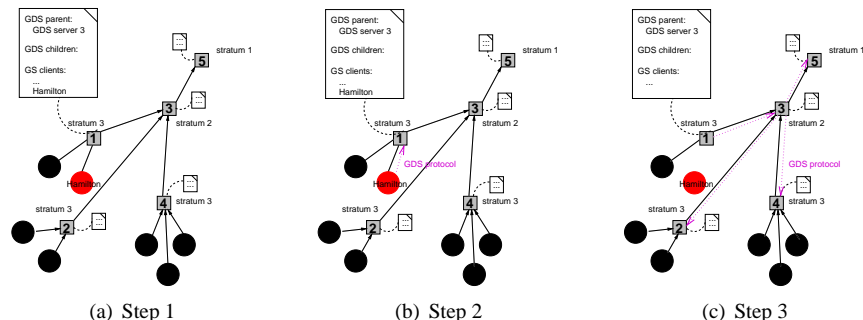 GDS parent:
GDS server 3
GDS children:
GS clients:
...
Hamilton
stratum 1
5
3
stratum 3
stratum 2
1
Hamilton
stratum 3
4
stratum 3
2
(a) Step 1
GDS parent:
GDS server 3
GDS children:
GS clients:
...
Hamilton
stratum 1
5
3
stratum 3
stratum 2
1
GDS protocol
Hamilton
stratum 3
4
stratum 3
2
(b) Step 2
GDS parent:
GDS server 3
GDS children:
GS clients:
...
stratum 1
5
3
stratum 3
stratum 2
1
GDS protocol
Hamilton
stratum 3
4
stratum 3
2
(c) Step 3